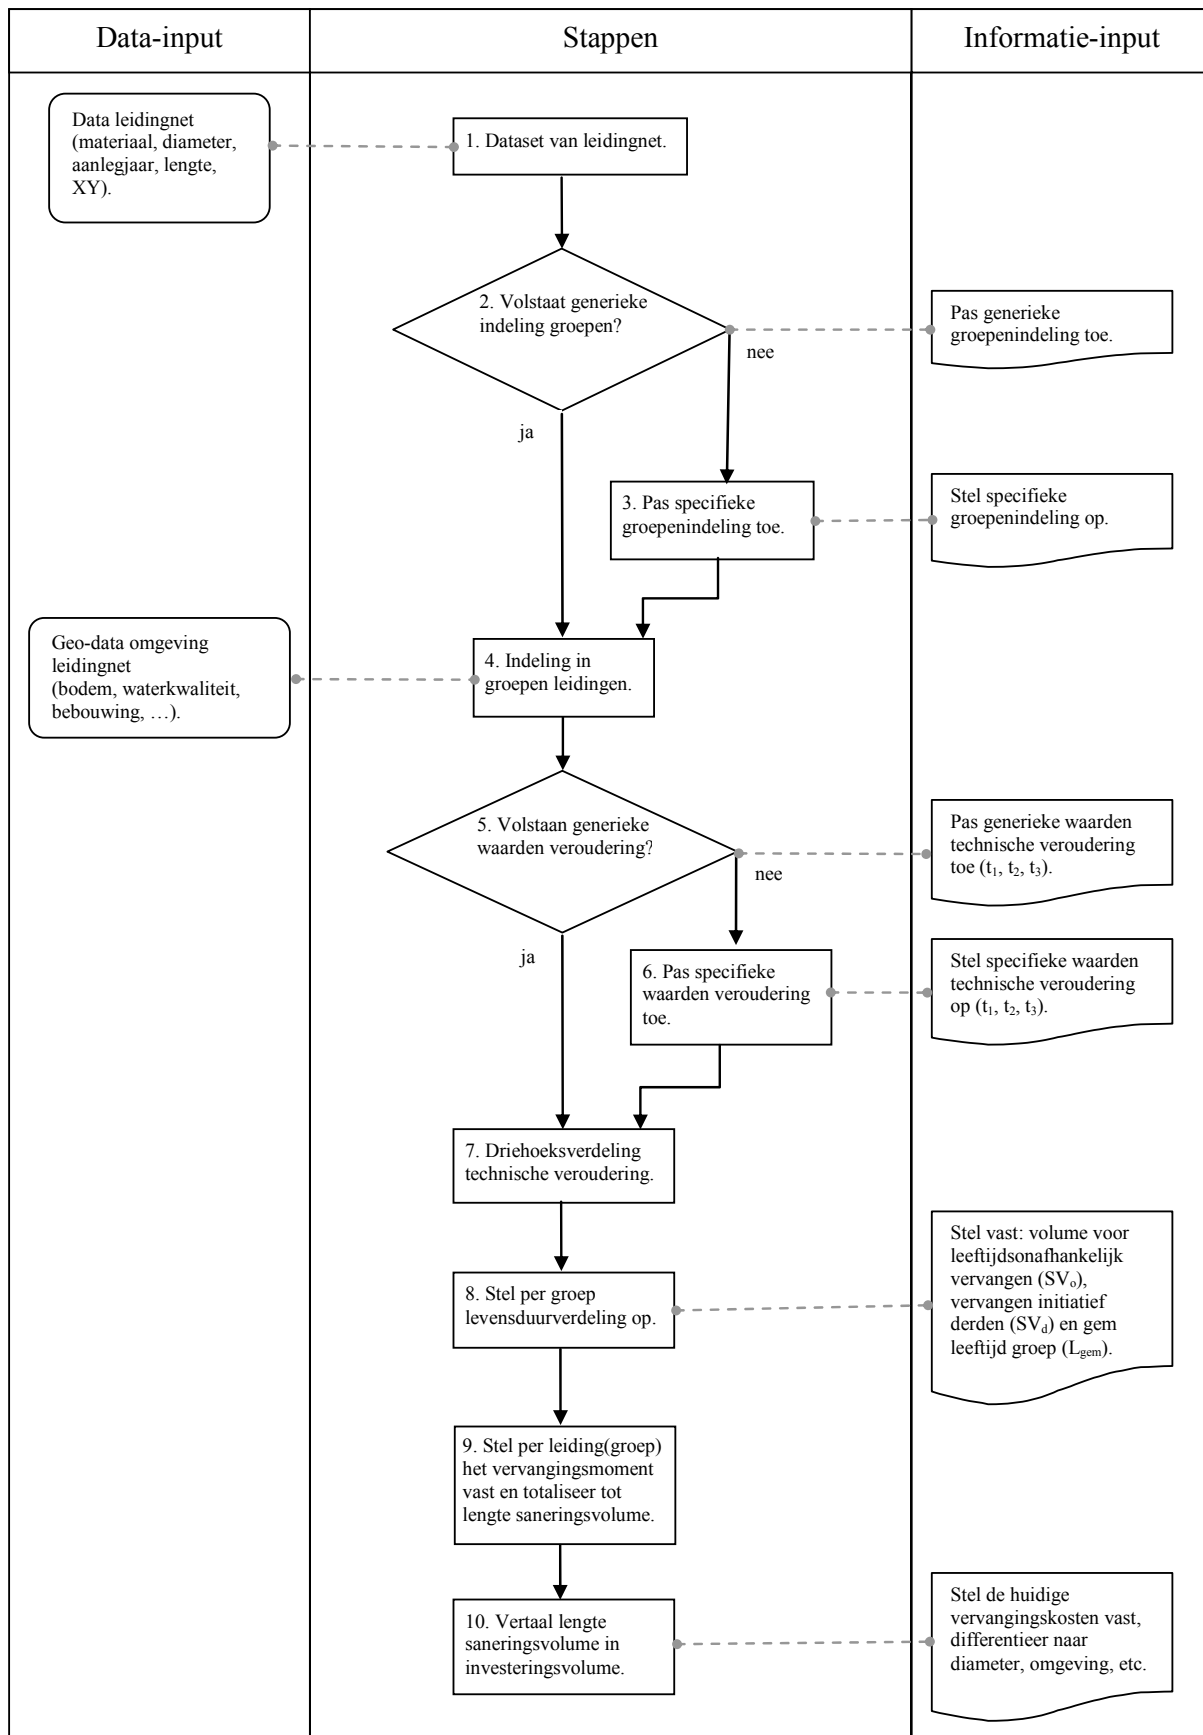 Data-input
Stappen
Informatie-input
Data leidingnet
(materiaal, diameter,
aanlegjaar, lengte,
XY).
1. Dataset van leidingnet.
2. Volstaat generieke
indeling groepen?
nee
ja
Pas generieke
groepenindeling toe.
3. Pas specifieke
groepenindeling toe.
Stel specifieke
groepenindeling op.
Geo-data omgeving
leidingnet
(bodem, waterkwaliteit,
bebouwing, …).
4. Indeling in
groepen leidingen.
5. Volstaan generieke
waarden veroudering?
nee
ja
Pas generieke waarden
technische veroudering
toe (t₁, t₂, t₃).
6. Pas specifieke
waarden veroudering
toe.
Stel specifieke waarden
technische veroudering
op (t₁, t₂, t₃).
7. Driehoeksverdeling
technische veroudering.
8. Stel per groep
levensduurverdeling op.
Stel vast: volume voor
leeftijdsonafhankelijk
vervangen (SVₒ),
vervangen initiatief
derden (SV_d) en gem
leeftijd groep (L_gem).
9. Stel per leiding(groep)
het vervangingsmoment
vast en totaliseer tot
lengte saneringsvolume.
10. Vertaal lengte
saneringsvolume in
investeringsvolume.
Stel de huidige
vervangingskosten vast,
differentieer naar
diameter, omgeving, etc.